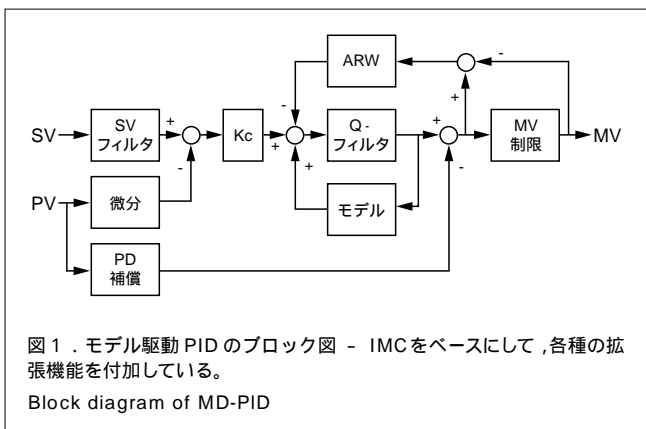 ARW
-
-
+
SV
SV
フィルタ
+
-
Kc
+
+
Q-
フィルタ
+
-
MV
制限
MV
PV
微分
モデル
PD
補償
図1 . モデル駆動 PID のブロック図 - IMCをベースにして ,各種の拡
張機能を付加している。
Block diagram of MD-PID